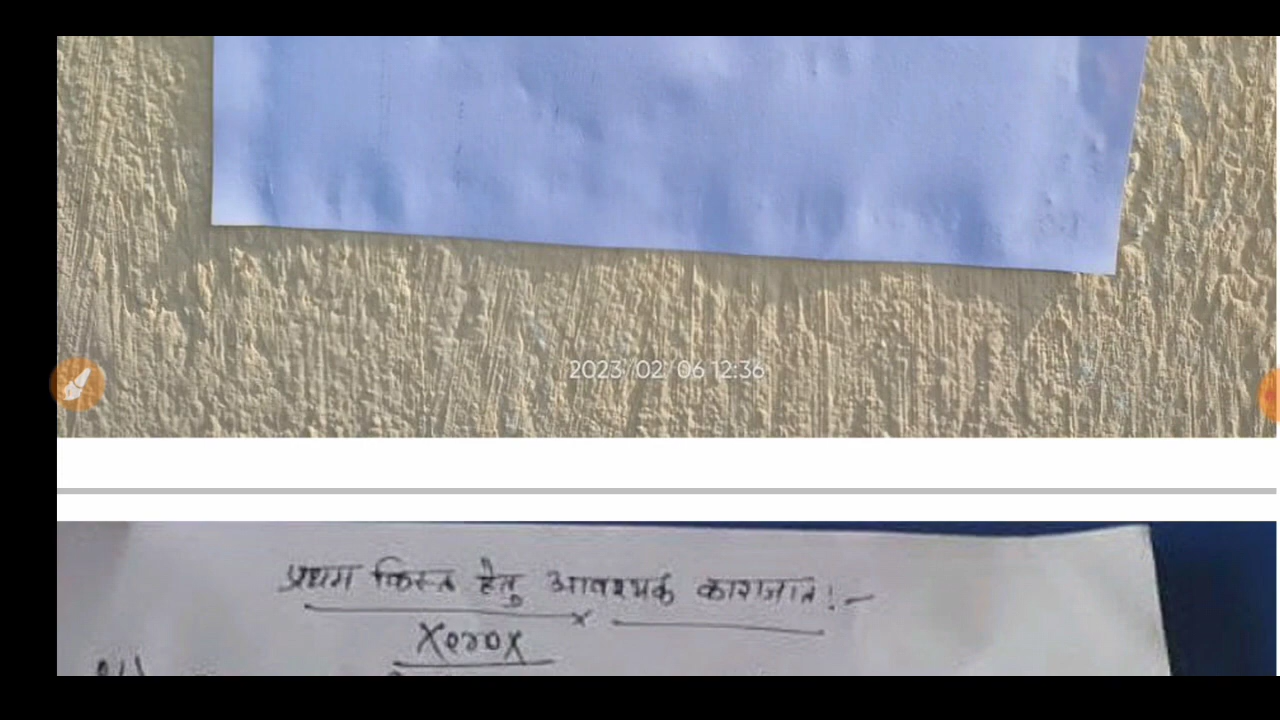 2023/02/06 12:36
प्रथम किस्त हेतु आवश्यक कागजात:-
Xerox